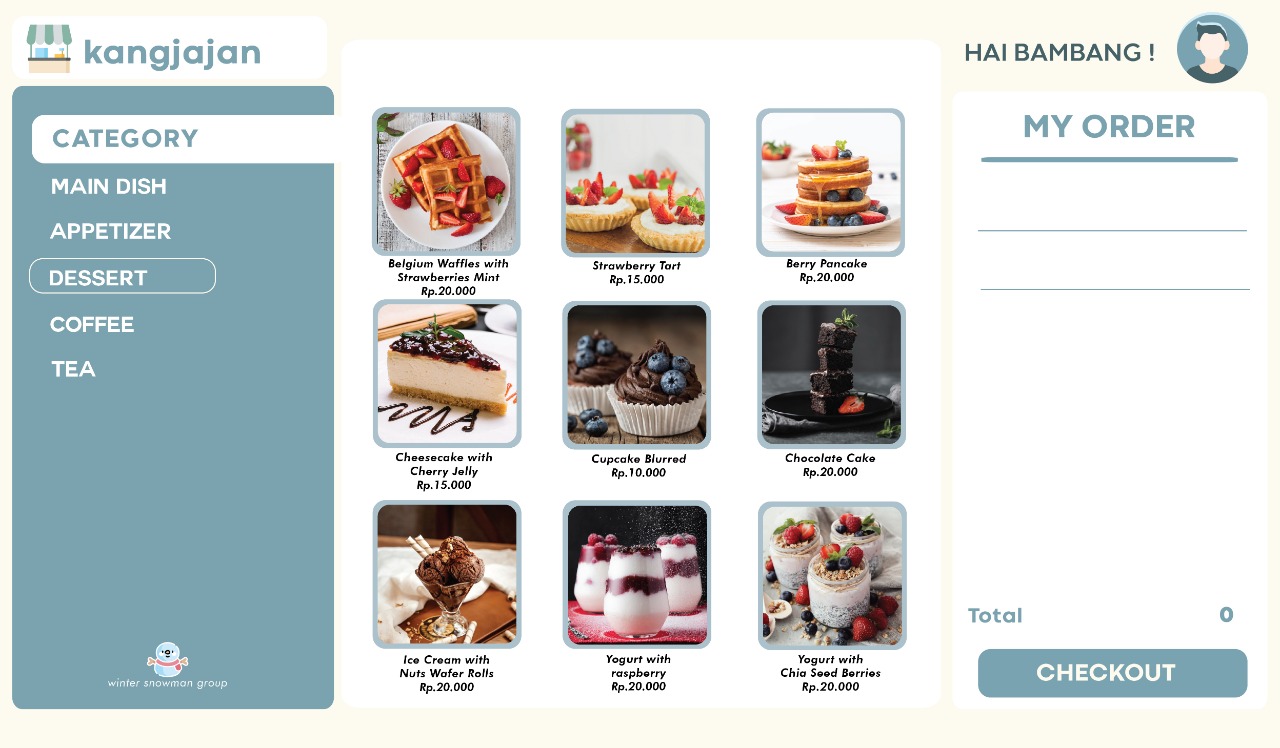 kangjajan
HAI BAMBANG !
CATEGORY
MAIN DISH
APPETIZER
DESSERT
COFFEE
TEA
winter snowman group
Belgium Waffles with
Strawberries Mint
Rp.20.000
Strawberry Tart
Rp.15.000
Berry Pancake
Rp.20.000
Cheesecake with
Cherry Jelly
Rp.15.000
Cupcake Blurred
Rp.10.000
Chocolate Cake
Rp.20.000
Ice Cream with
Nuts Wafer Rolls
Rp.20.000
Yogurt with
raspberry
Rp.20.000
Yogurt with
Chia Seed Berries
Rp.20.000
MY ORDER
Total 0
CHECKOUT